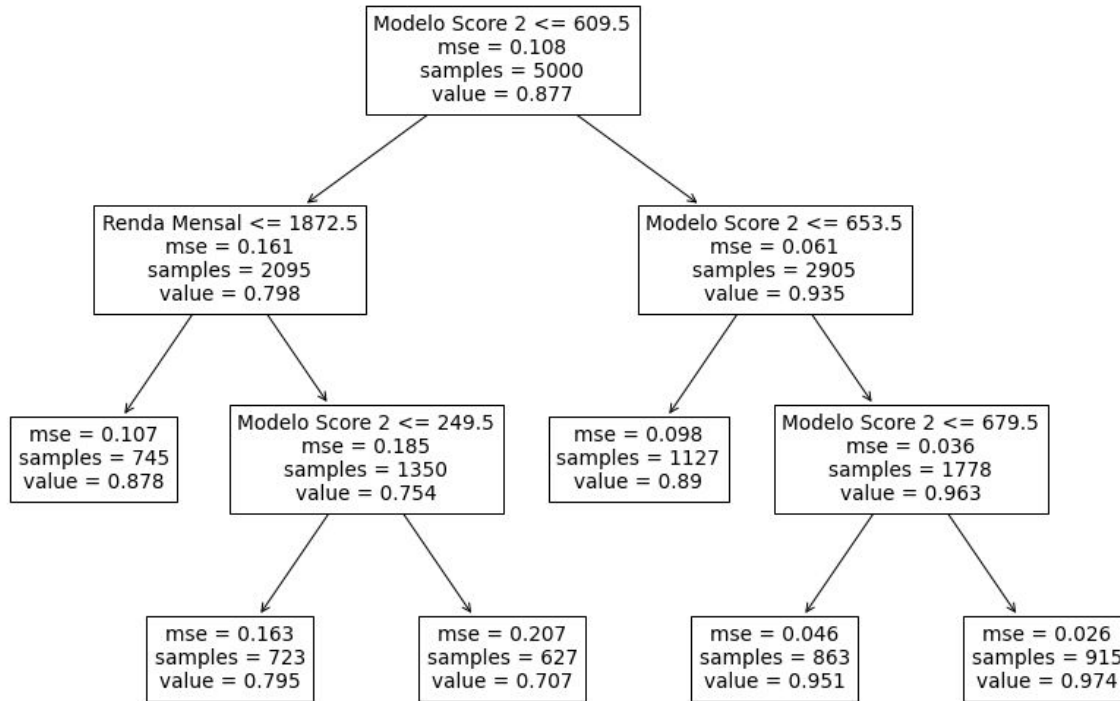 Modelo Score 2 <= 609.5
mse = 0.108
samples = 5000
value = 0.877
Renda Mensal <= 1872.5
mse = 0.161
samples = 2095
value = 0.798
Modelo Score 2 <= 653.5
mse = 0.061
samples = 2905
value = 0.935
mse = 0.107
samples = 745
value = 0.878
Modelo Score 2 <= 249.5
mse = 0.185
samples = 1350
value = 0.754
mse = 0.098
samples = 1127
value = 0.89
Modelo Score 2 <= 679.5
mse = 0.036
samples = 1778
value = 0.963
mse = 0.163
samples = 723
value = 0.795
mse = 0.207
samples = 627
value = 0.707
mse = 0.046
samples = 863
value = 0.951
mse = 0.026
samples = 915
value = 0.974